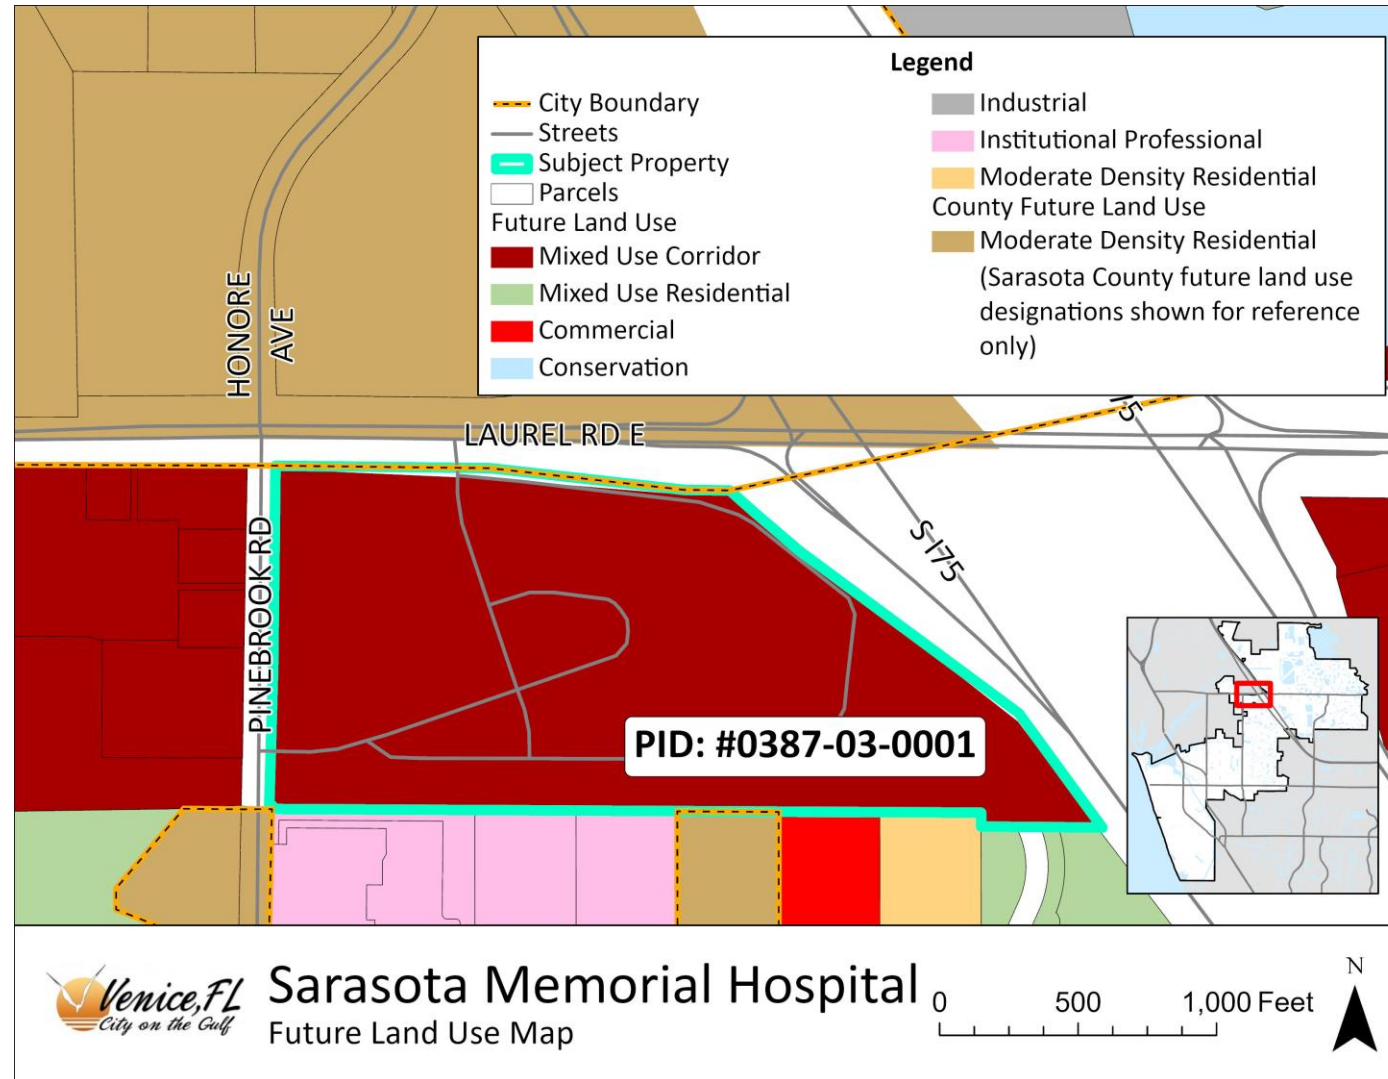 Legend
City Boundary
Streets
Subject Property
Parcels
Future Land Use
Mixed Use Corridor
Mixed Use Residential
Commercial
Conservation
Industrial
Institutional Professional
Moderate Density Residential
County Future Land Use
Moderate Density Residential
(Sarasota County future land use
designations shown for reference
only)
HONORE
AVE
LAUREL RD E
S I75
PINEBROOK RD
PID: #0387-03-0001
Venice, FL
City on the Gulf
Sarasota Memorial Hospital
Future Land Use Map
0 500 1,000 Feet
N